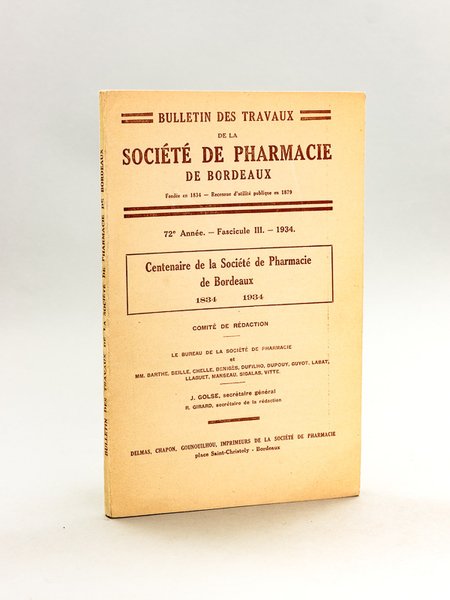 BULLETIN DES TRAVAUX
DE LA
SOCIÉTÉ DE PHARMACIE
DE BORDEAUX
Fondée en 1834 — Reconnue d'utilité publique en 1879
72e Année. — Fascicule III. — 1934.
Centenaire de la Société de Pharmacie
de Bordeaux
1834 1934
COMITÉ DE RÉDACTION
LE BUREAU DE LA SOCIÉTÉ DE PHARMACIE
et
MM. BARTHE, BEILLE, CHELLE, DENIGÈS, DUFILHO, DUPOUY, GUYOT, LABAT,
LLAGUET, MANSEAU, SIGALAS, VITTE.
J. GOLSE, secrétaire général
R. GIRARD, secrétaire de la rédaction
DELMAS, CHAPON, GOUNOUILHOU, IMPRIMEURS DE LA SOCIÉTÉ DE PHARMACIE
place Saint-Christoly - Bordeaux
BULLETIN DES TRAVAUX DE LA SOCIÉTÉ DE PHARMACIE DE BORDEAUX